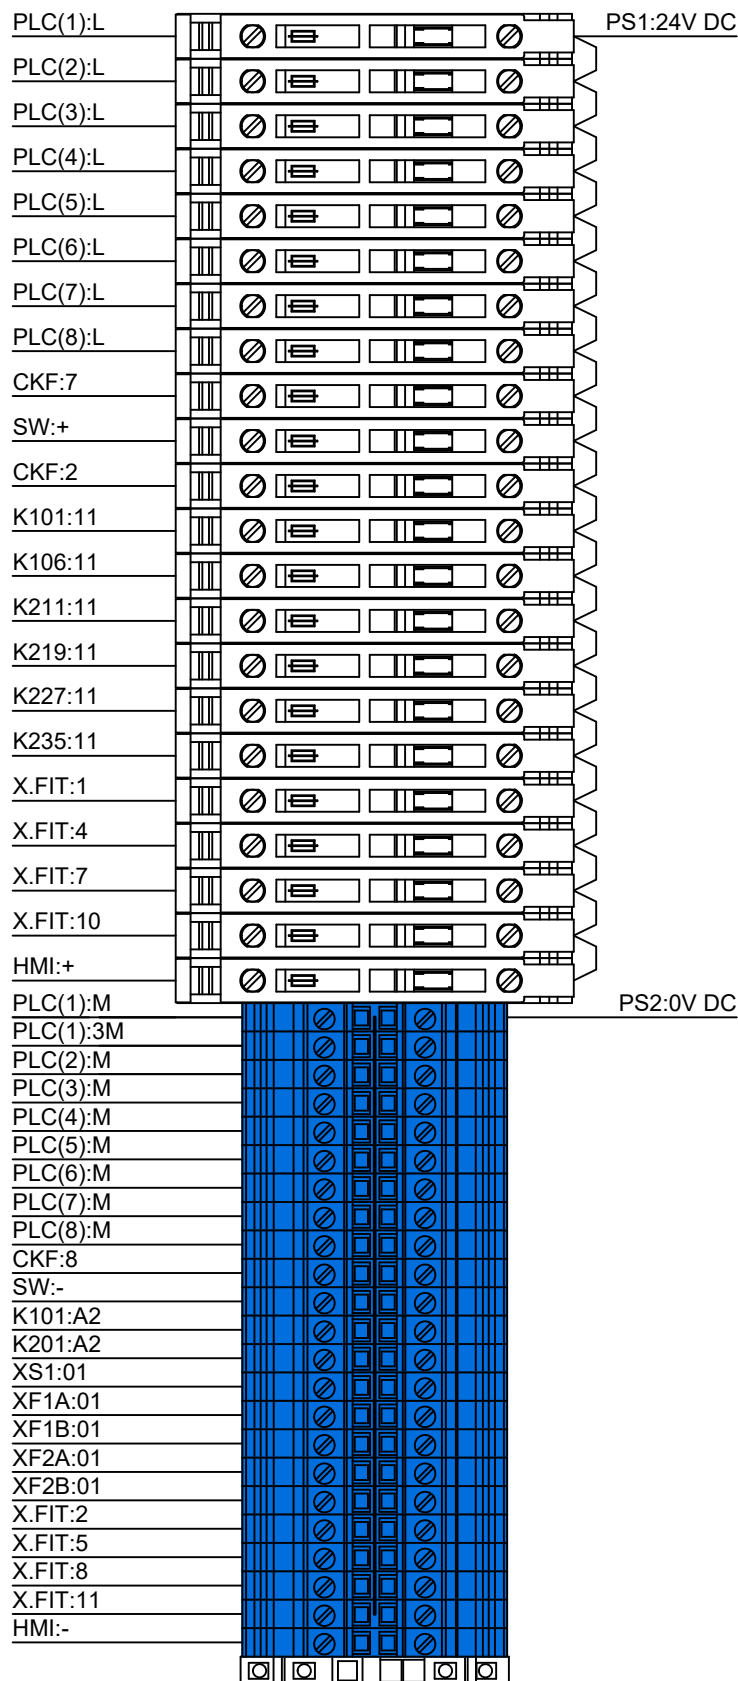 PLC(1):L
PS1:24V DC
PLC(2):L
PLC(3):L
PLC(4):L
PLC(5):L
PLC(6):L
PLC(7):L
PLC(8):L
CKF:7
SW:+
CKF:2
K101:11
K106:11
K211:11
K219:11
K227:11
K235:11
X.FIT:1
X.FIT:4
X.FIT:7
X.FIT:10
HMI:+
PLC(1):M
PS2:0V DC
PLC(1):3M
PLC(2):M
PLC(3):M
PLC(4):M
PLC(5):M
PLC(6):M
PLC(7):M
PLC(8):M
CKF:8
SW:-
K101:A2
K201:A2
XS1:01
XF1A:01
XF1B:01
XF2A:01
XF2B:01
X.FIT:2
X.FIT:5
X.FIT:8
X.FIT:11
HMI:-